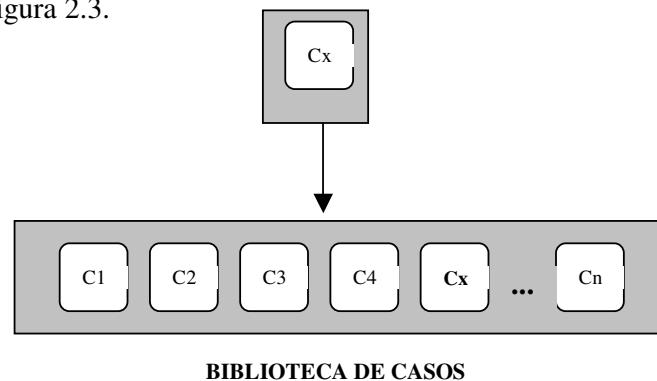 igura 2.3.
Cx
C1 C2 C3 C4 Cx ... Cn
BIBLIOTECA DE CASOS